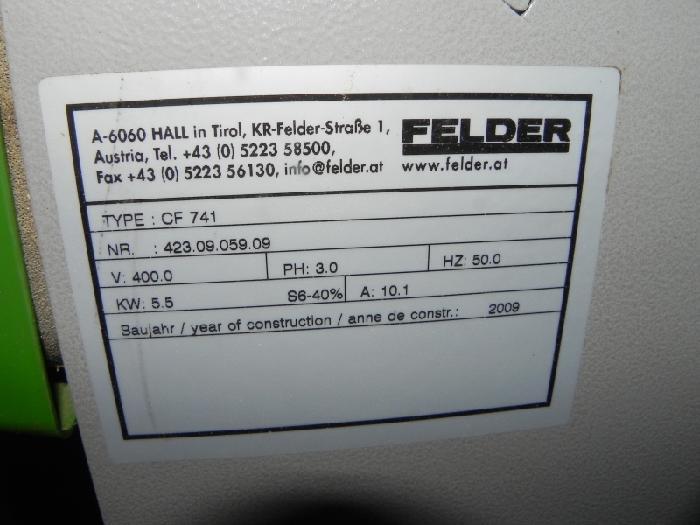 A-6060 HALL in Tirol, KR-Felder-Straße 1,
Austria, Tel. +43 (0) 5223 58500,
Fax +43 (0) 5223 56130, info@felder.at
FELDER
www.felder.at
TYPE : CF 741
NR. : 423.09.059.09
V: 400.0 PH: 3.0 HZ: 50.0
KW: 5.5 S6-40% A: 10.1
Baujahr / year of construction / anne de constr.: 2009